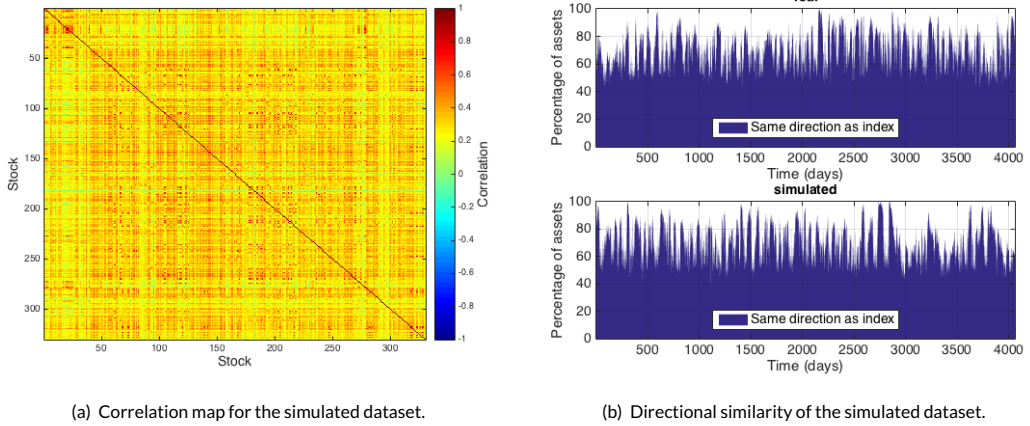 50
100
150
200
250
300
Stock
50
100
150
200
250
300
Stock
1
0.8
0.6
0.4
0.2
0
-0.2
-0.4
-0.6
-0.8
-1
Correlation
100
80
60
40
20
0
Percentage of assets
Same direction as index
500 1000 1500 2000 2500 3000 3500 4000
Time (days)
simulated
100
80
60
40
20
0
Percentage of assets
Same direction as index
500 1000 1500 2000 2500 3000 3500 4000
Time (days)
(a) Correlation map for the simulated dataset.
(b) Directional similarity of the simulated dataset.